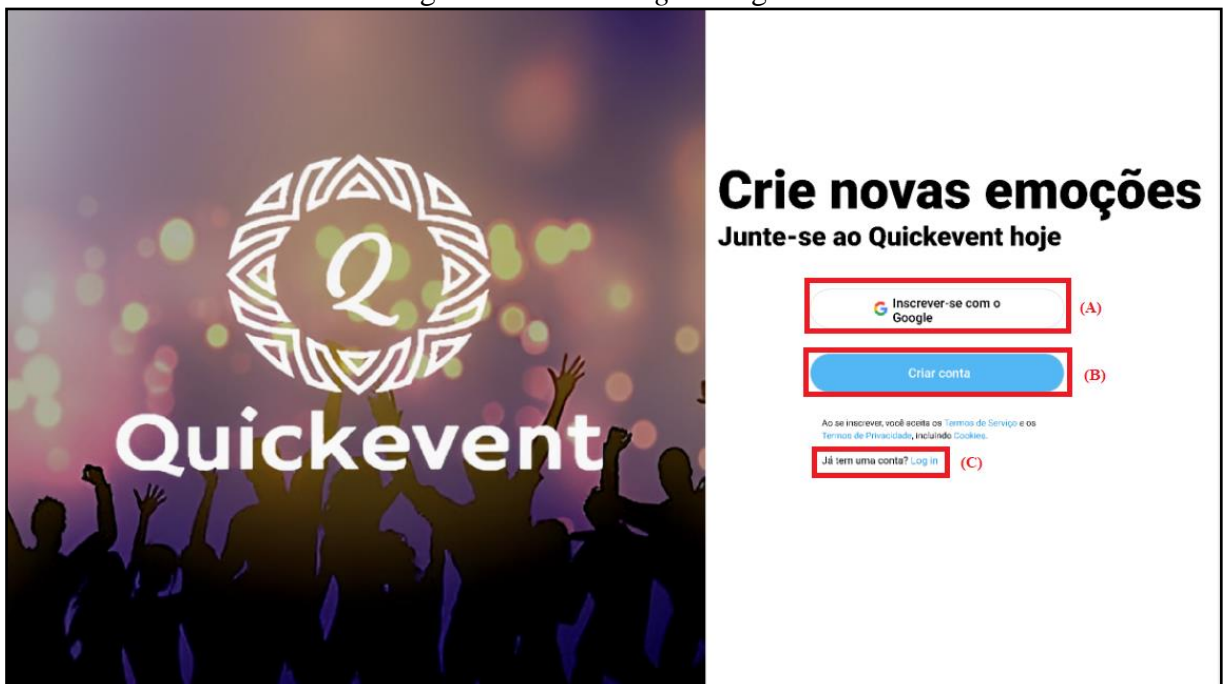 Q
Quickevent
Crie novas emoções
Junte-se ao Quickevent hoje
Inscrever-se com o
Google
(A)
Criar conta
(B)
Ao se inscrever, você aceita os Termos de Serviço e os
Termos de Privacidade, incluindo Cookies.
Já tem uma conta? Log in
(C)